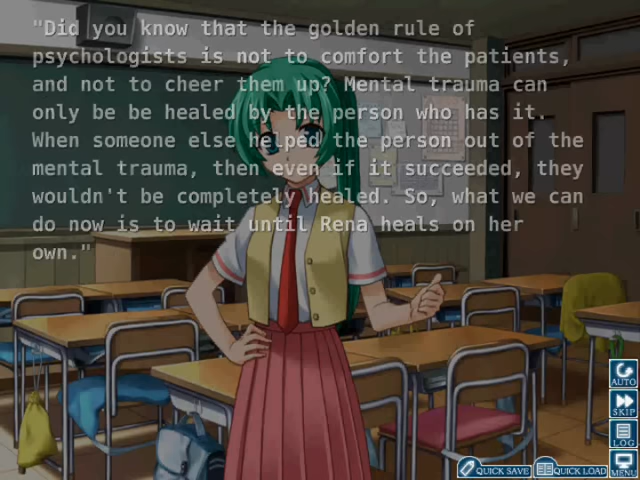 "Did you know that the golden rule of
psychologists is not to comfort the patients,
and not to cheer them up? Mental trauma can
only be be healed by the person who has it.
When someone else helped the person out of the
mental trauma, then even if it succeeded, they
wouldn't be completely healed. So, what we can
do now is to wait until Rena heals on her
own."
AUTO
SKIP
LOG
MENU
QUICK SAVE
QUICK LOAD